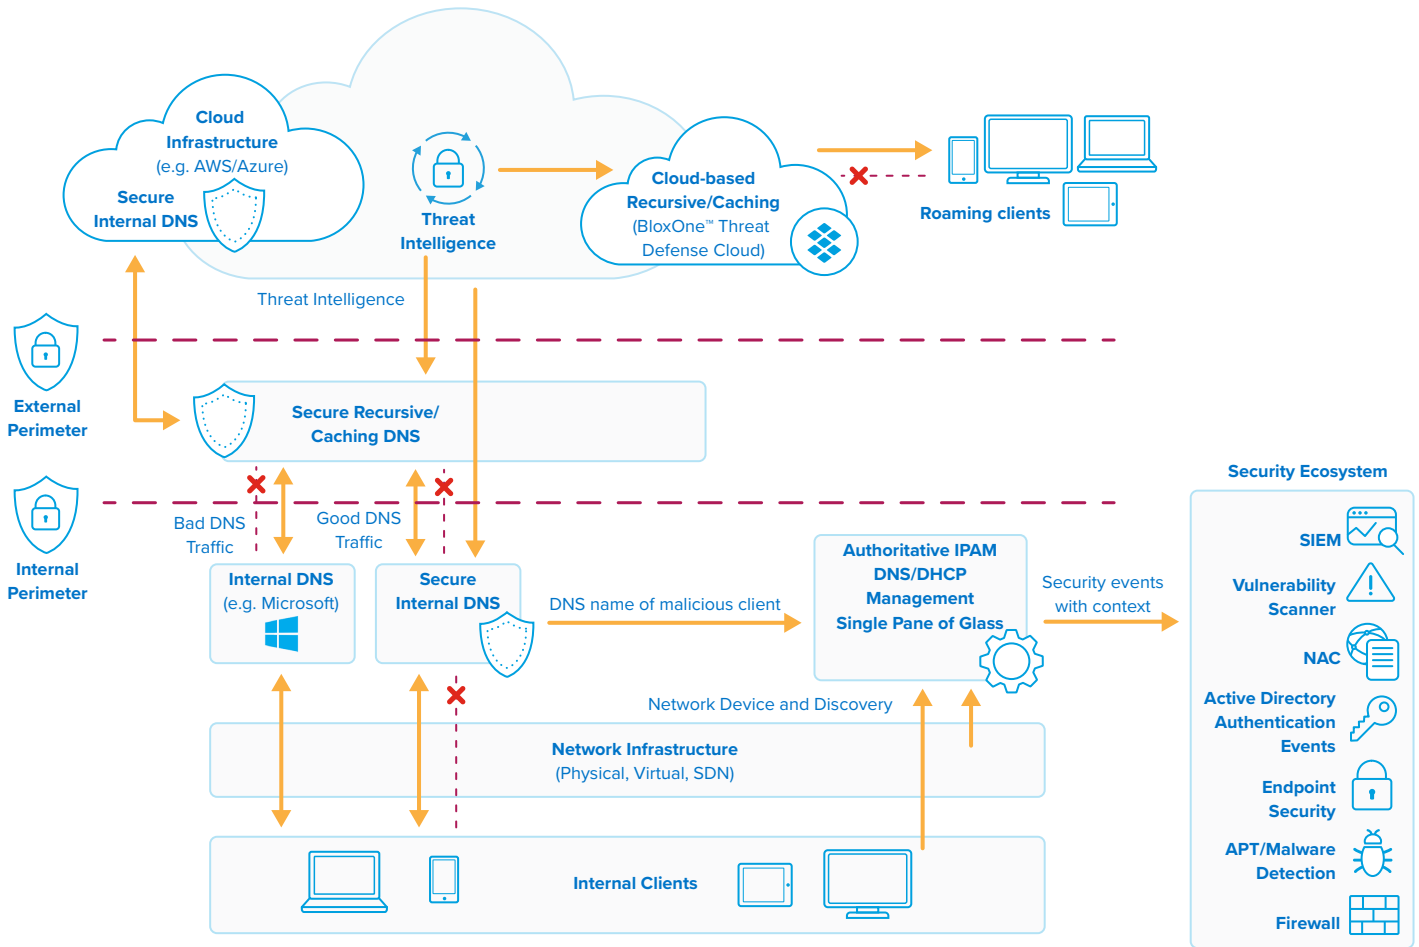 Cloud
Infrastructure
(e.g. AWS/Azure)
Secure
Internal DNS
Threat
Intelligence
Cloud-based
Recursive/Caching
(BloxOne™ Threat
Defense Cloud)
Roaming clients
Threat Intelligence
External
Perimeter
Secure Recursive/
Caching DNS
Internal
Perimeter
Bad DNS
Traffic
Good DNS
Traffic
Internal DNS
(e.g. Microsoft)
Secure
Internal DNS
DNS name of malicious client
Authoritative IPAM
DNS/DHCP
Management
Single Pane of Glass
Security events
with context
Network Device and Discovery
Network Infrastructure
(Physical, Virtual, SDN)
Internal Clients
Security Ecosystem
SIEM
Vulnerability
Scanner
NAC
Active Directory
Authentication
Events
Endpoint
Security
APT/Malware
Detection
Firewall